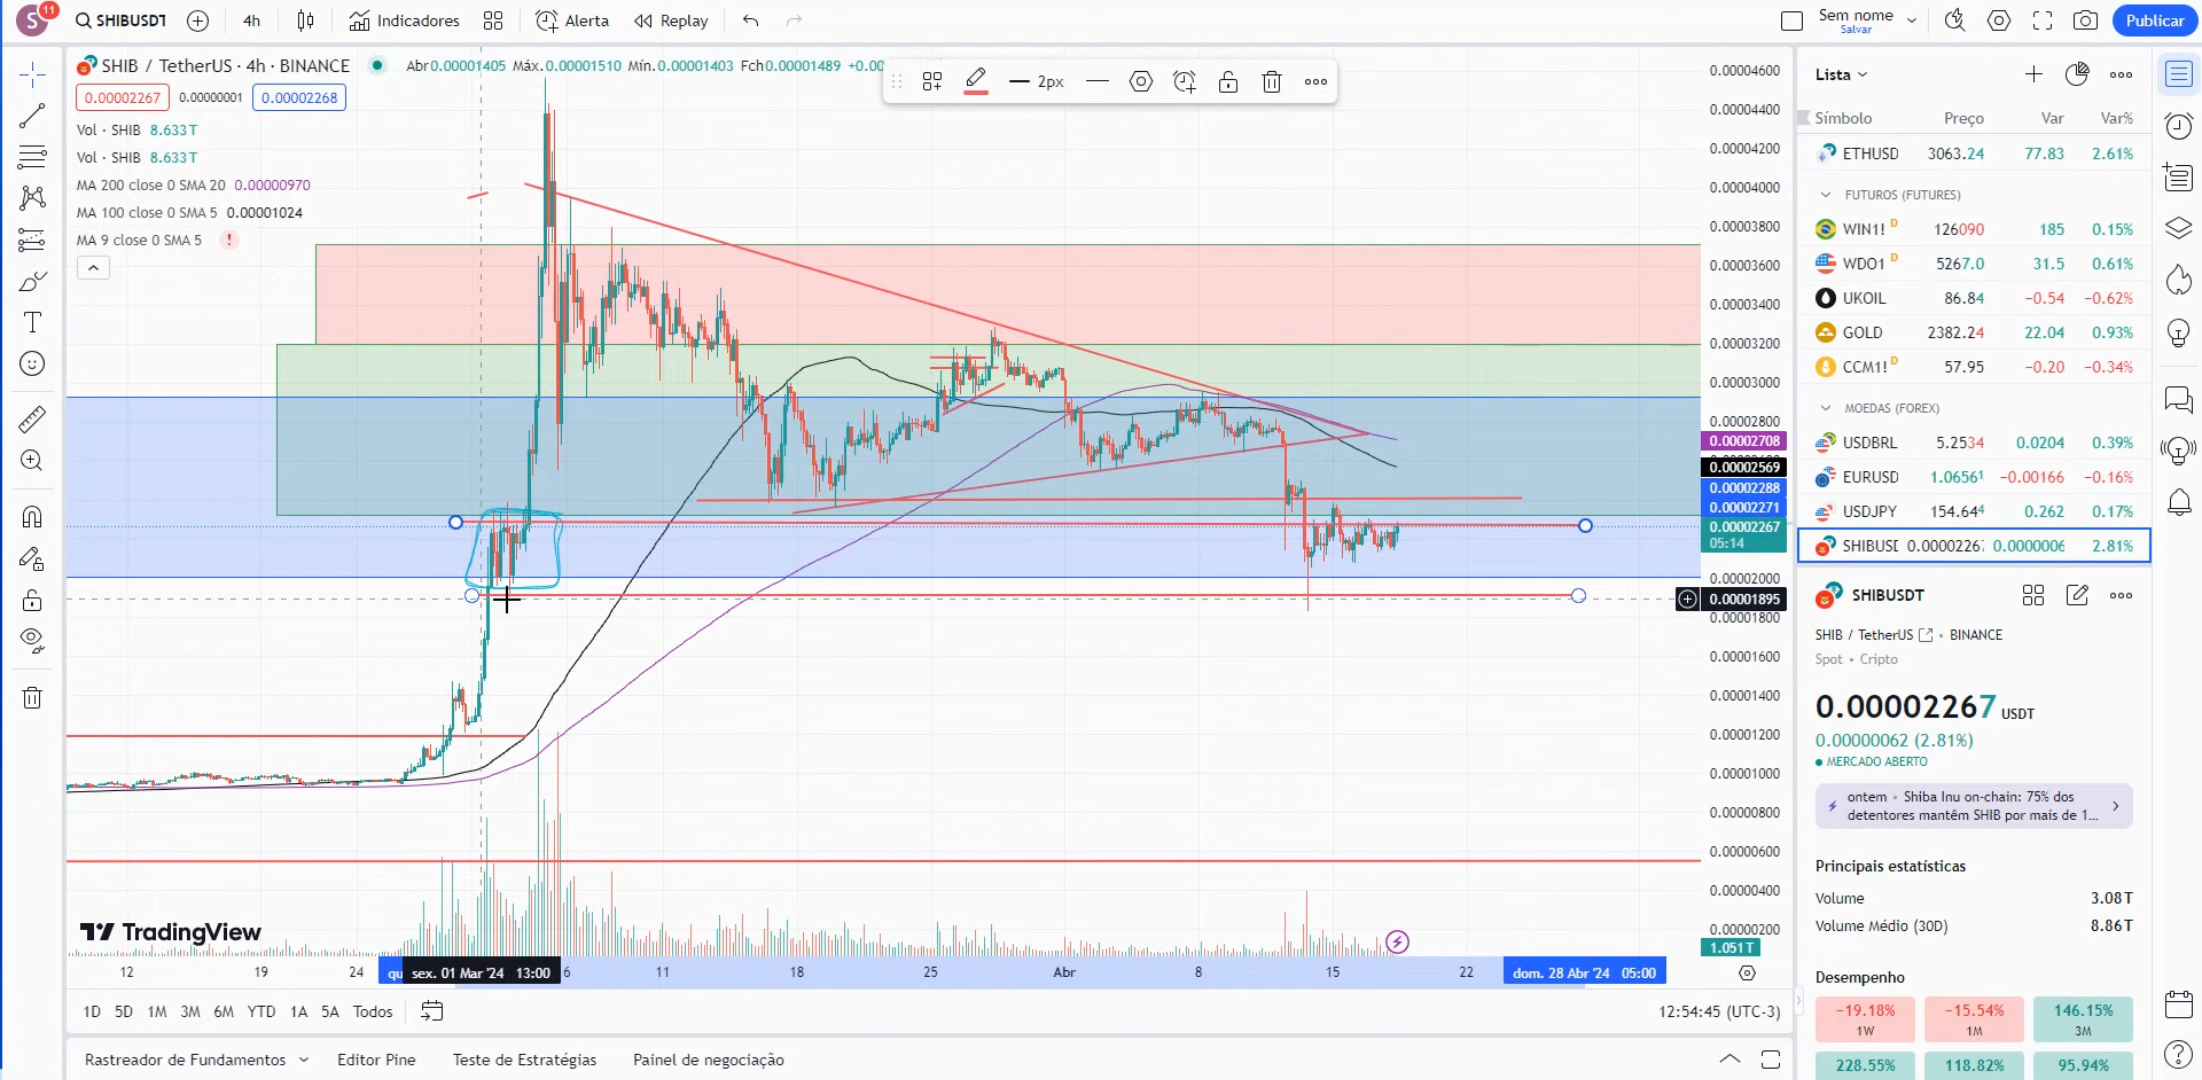 S 11 SHIBUSDT 4h Indicadores Alerta Replay Sem nome Salvar Publicar
SHIB / TetherUS · 4h · BINANCE Abr0.00001405 Máx.0.00001510 Mín.0.00001403 Fch0.00001489 +0.00
0.00002267 0.00000001 0.00002268
Vol · SHIB 8.633T
Vol · SHIB 8.633T
MA 200 close 0 SMA 20 0.00000970
MA 100 close 0 SMA 5 0.00001024
MA 9 close 0 SMA 5 !
2px
0.00004600
0.00004400
0.00004200
0.00004000
0.00003800
0.00003600
0.00003400
0.00003200
0.00003000
0.00002800
0.00002708
0.00002569
0.00002288
0.00002271
0.00002267
05:14
0.00002000
0.00001895
0.00001800
0.00001600
0.00001400
0.00001200
0.00001000
0.00000800
0.00000600
0.00000400
0.00000200
1.051T
TradingView
12 19 24 qu sex. 01 Mar '24 13:00 6 11 18 25 Abr 8 15 22 dom. 28 Abr '24 05:00
1D 5D 1M 3M 6M YTD 1A 5A Todos 12:54:45 (UTC-3)
Rastreador de Fundamentos Editor Pine Teste de Estratégias Painel de negociação
Lista
Símbolo Preço Var Var%
ETHUSD 3063.24 77.83 2.61%
FUTUROS (FUTURES)
WIN1! D 126090 185 0.15%
WDO1 D 5267.0 31.5 0.61%
UKOIL 86.84 −0.54 −0.62%
GOLD 2382.24 22.04 0.93%
CCM1! D 57.95 −0.20 −0.34%
MOEDAS (FOREX)
USDBRL 5.2534 0.0204 0.39%
EURUSD 1.06561 −0.00166 −0.16%
USDJPY 154.644 0.262 0.17%
SHIBUSD 0.00002267 0.0000006 2.81%
SHIBUSDT
SHIB / TetherUS • BINANCE
Spot • Cripto
0.00002267 USDT
0.00000062 (2.81%)
MERCADO ABERTO
ontem • Shiba Inu on-chain: 75% dos
detentores mantêm SHIB por mais de 1...
Principais estatísticas
Volume 3.08T
Volume Médio (30D) 8.86T
Desempenho
−19.18% −15.54% 146.15%
1W 1M 3M
228.55% 118.82% 95.94%